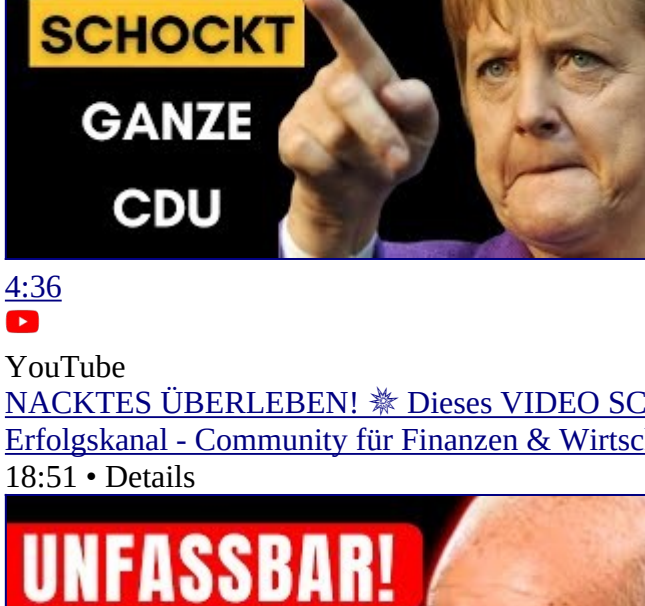 SCHOCKT
GANZE
CDU
4:36
YouTube
NACKTES ÜBERLEBEN! ✵ Dieses VIDEO SC
Erfolgskanal - Community für Finanzen & Wirtsc
18:51 • Details
UNFASSBAR!